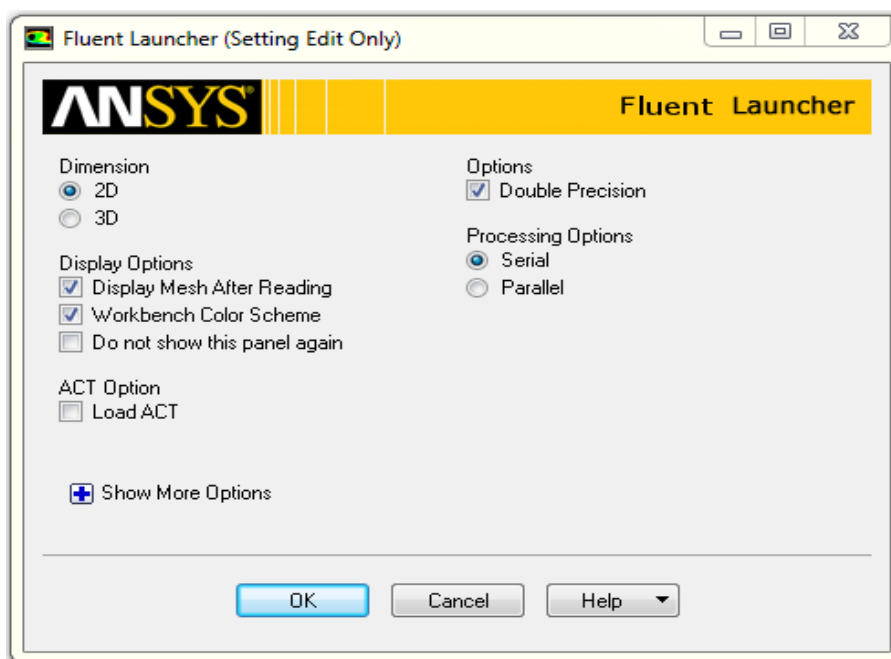 Fluent Launcher (Setting Edit Only)
ANSYS®
Fluent Launcher
Dimension
2D
3D
Display Options
Display Mesh After Reading
Workbench Color Scheme
Do not show this panel again
ACT Option
Load ACT
Show More Options
Options
Double Precision
Processing Options
Serial
Parallel
OK
Cancel
Help